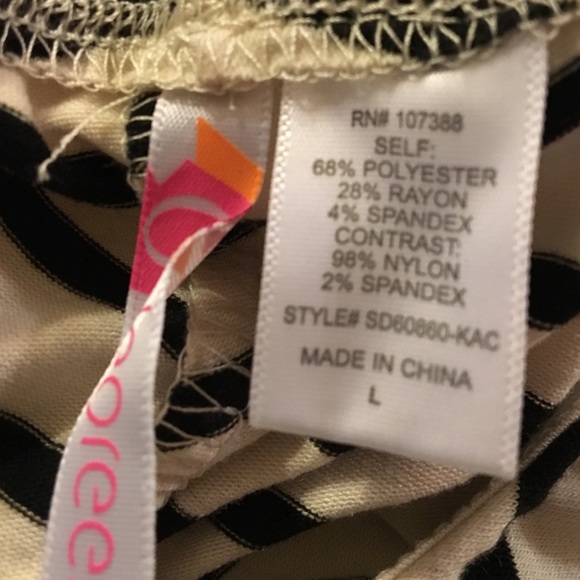 RN# 107388
SELF:
68% POLYESTER
28% RAYON
4% SPANDEX
CONTRAST:
98% NYLON
2% SPANDEX
STYLE# SD60860-KAC
MADE IN CHINA
L